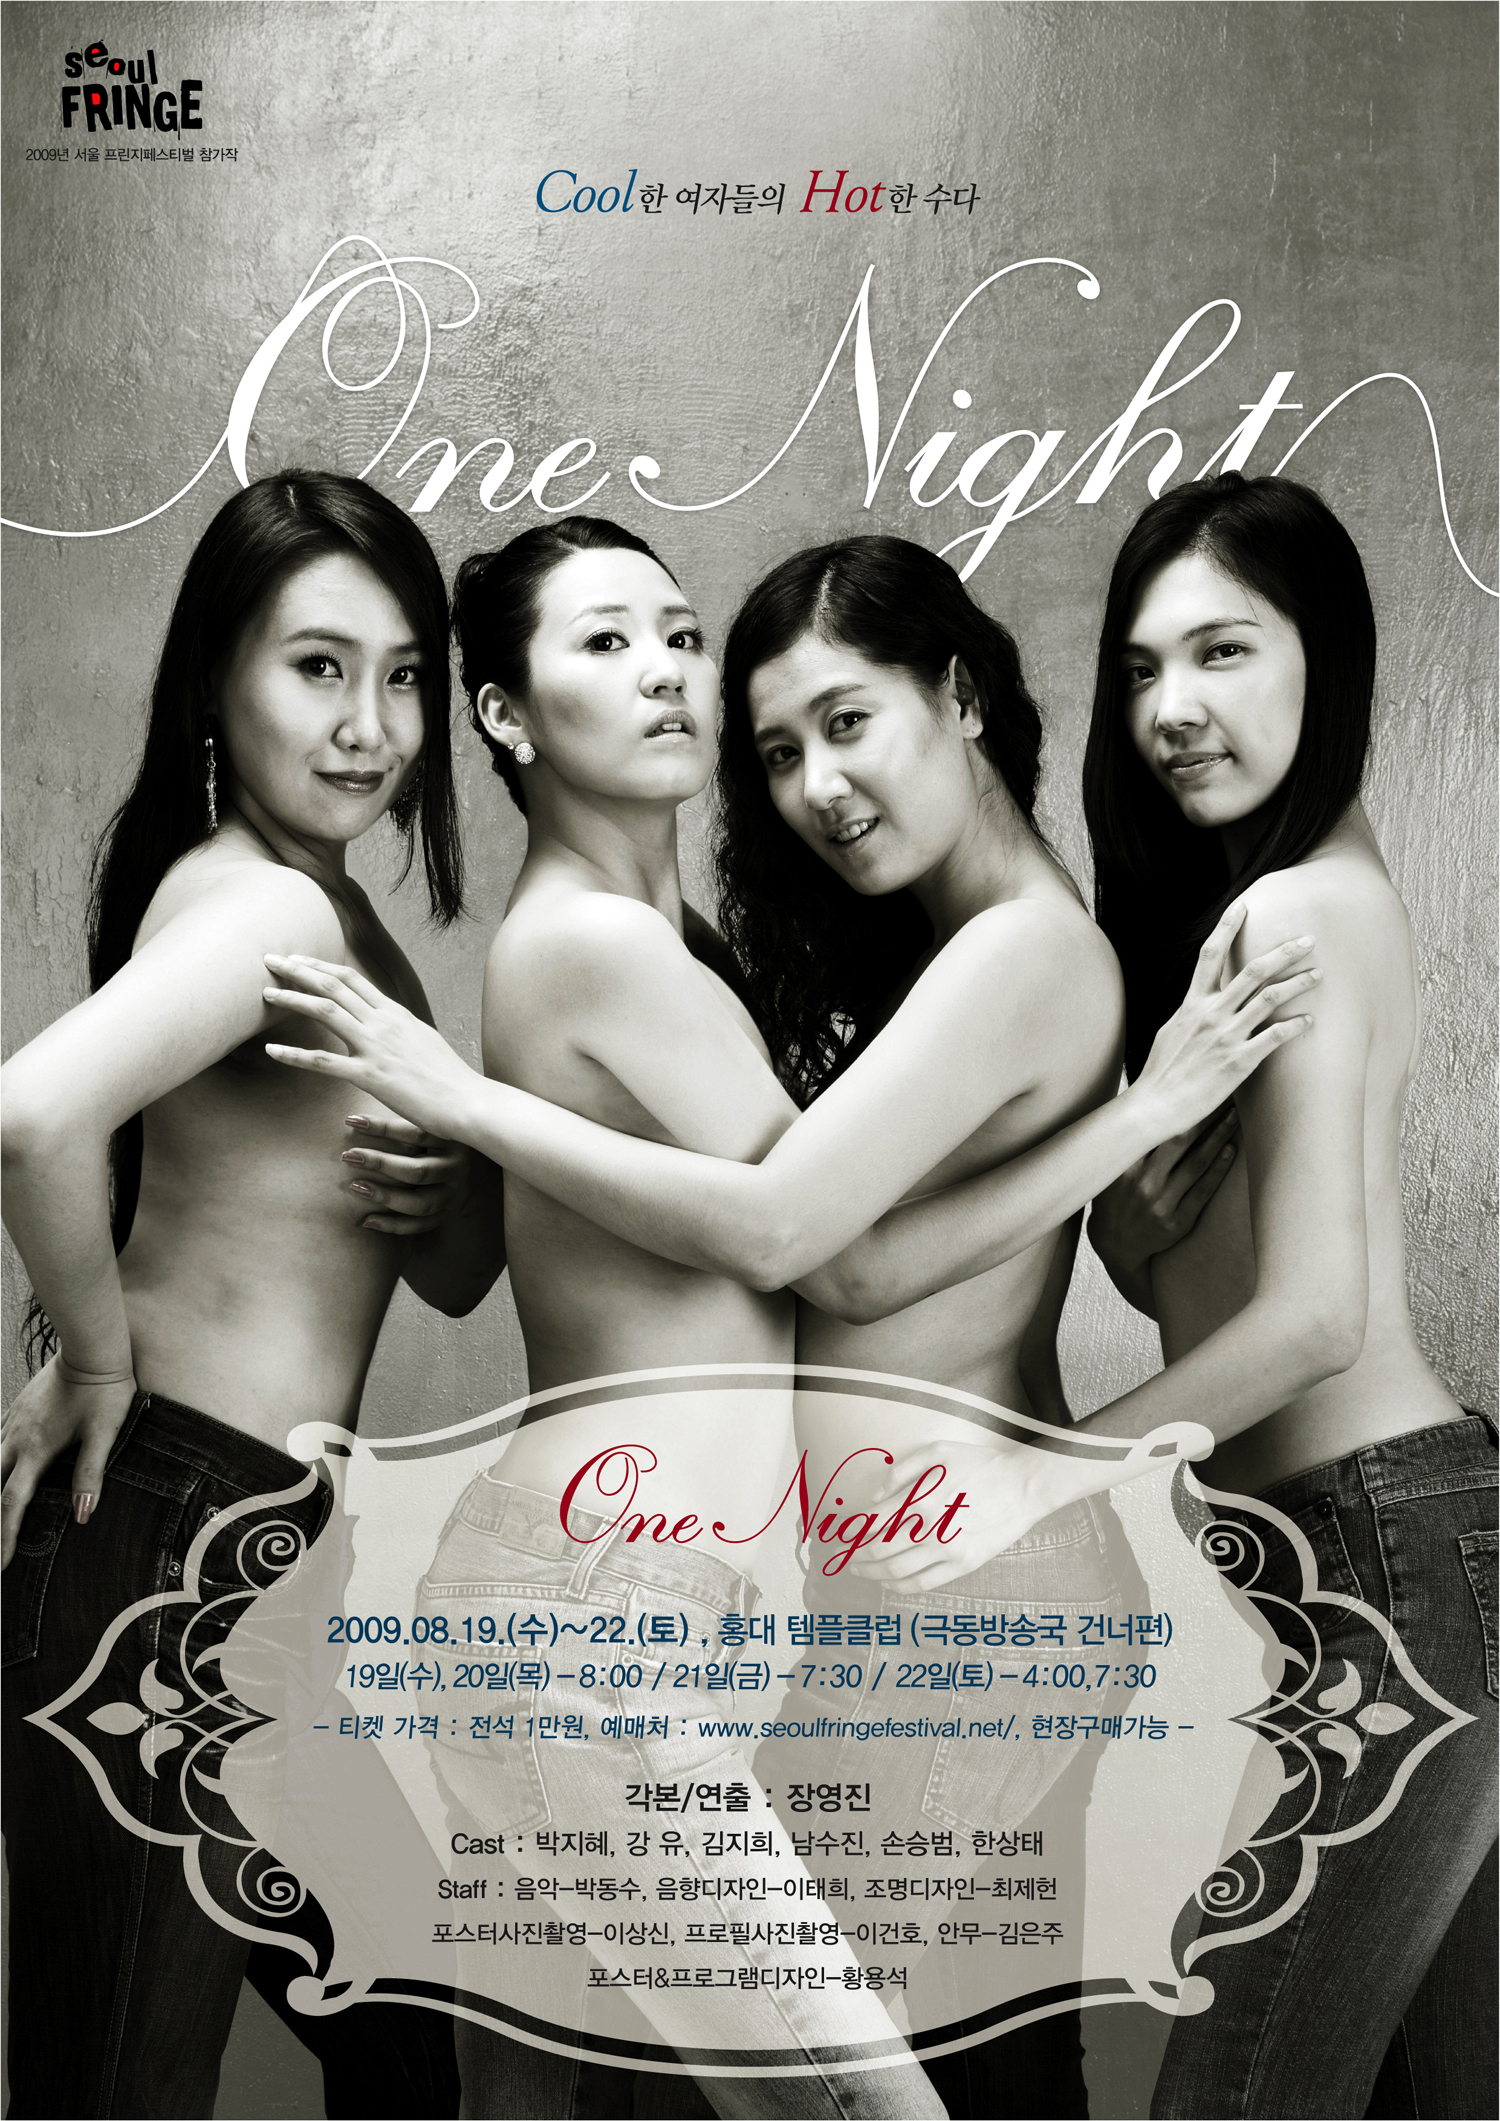 seoul
FRINGE
2009년 서울 프린지페스티벌 참가작
Cool한 여자들의 Hot한 수다
One Night
One Night
2009.08.19.(수)~22.(토) , 홍대 템플클럽 (극동방송국 건너편)
19일(수), 20일(목) – 8:00 / 21일(금) – 7:30 / 22일(토) – 4:00,7:30
– 티켓 가격 : 전석 1만원, 예매처 : www.seoulfringefestival.net/, 현장구매가능 –
각본/연출 : 장영진
Cast : 박지혜, 강 유, 김지희, 남수진, 손승범, 한상태
Staff : 음악–박동수, 음향디자인–이태희, 조명디자인–최제헌
포스터사진촬영–이상신, 프로필사진촬영–이건호, 안무–김은주
포스터&프로그램디자인–황용석